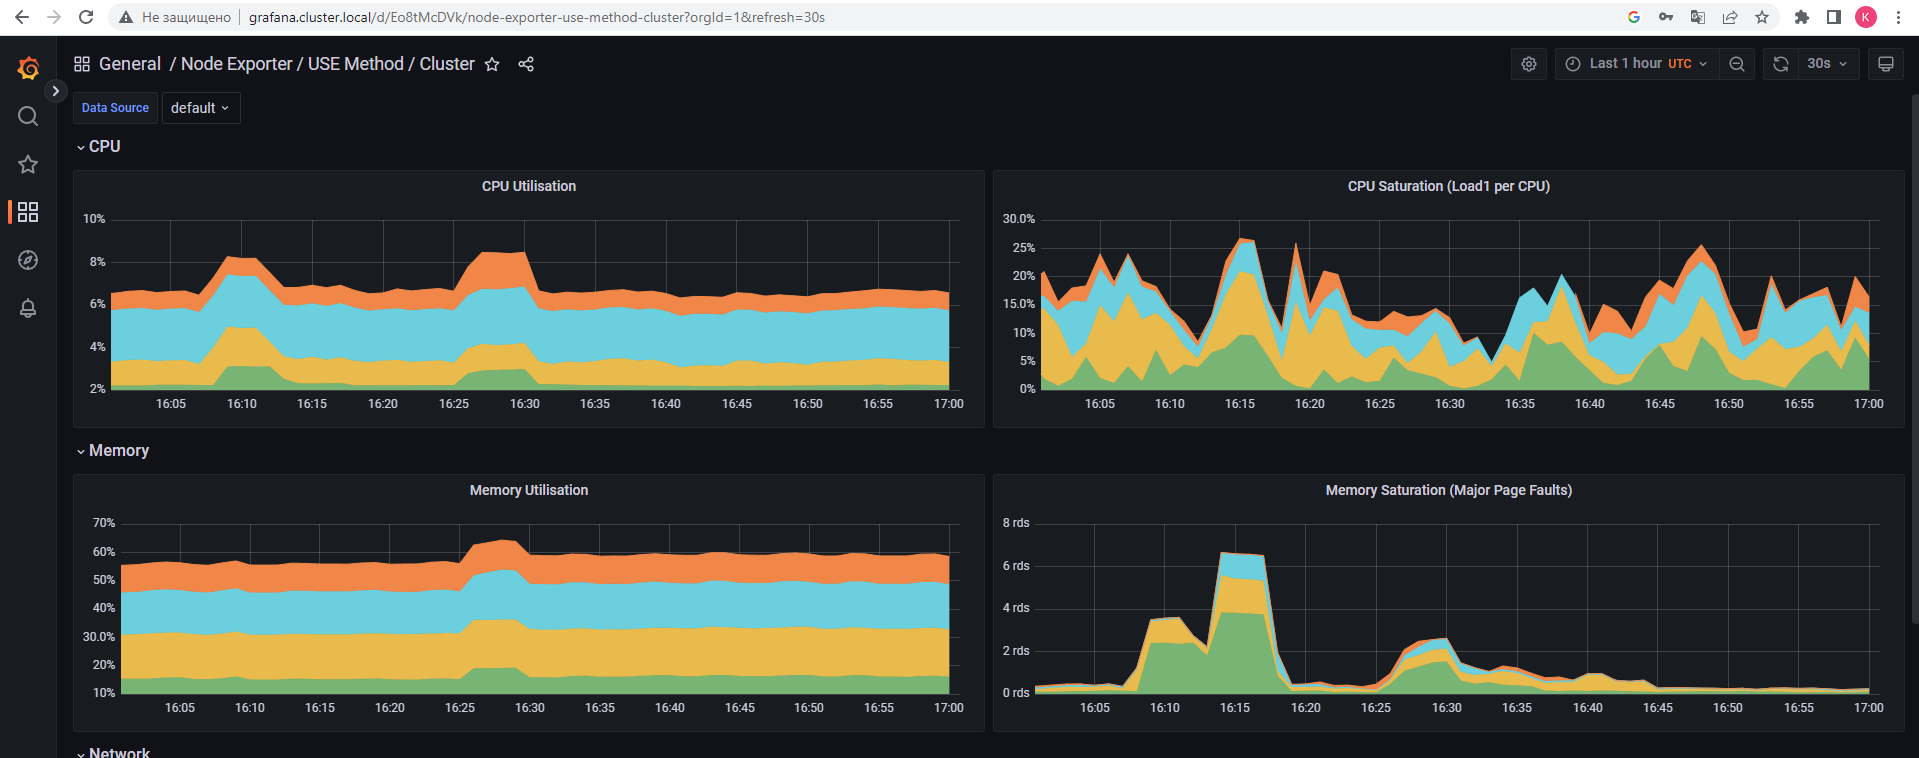 Не защищено grafana.cluster.local/d/Eo8tMcDVk/node-exporter-use-method-cluster?orgId=1&refresh=30s
K
General / Node Exporter / USE Method / Cluster
Last 1 hour UTC
30s
Data Source default
CPU
CPU Utilisation
10%
8%
6%
4%
2%
16:05 16:10 16:15 16:20 16:25 16:30 16:35 16:40 16:45 16:50 16:55 17:00
CPU Saturation (Load1 per CPU)
30.0%
25%
20%
15.0%
10%
5%
0%
16:05 16:10 16:15 16:20 16:25 16:30 16:35 16:40 16:45 16:50 16:55 17:00
Memory
Memory Utilisation
70%
60%
50%
40%
30.0%
20%
10%
16:05 16:10 16:15 16:20 16:25 16:30 16:35 16:40 16:45 16:50 16:55 17:00
Memory Saturation (Major Page Faults)
8 rds
6 rds
4 rds
2 rds
0 rds
16:05 16:10 16:15 16:20 16:25 16:30 16:35 16:40 16:45 16:50 16:55 17:00
Network